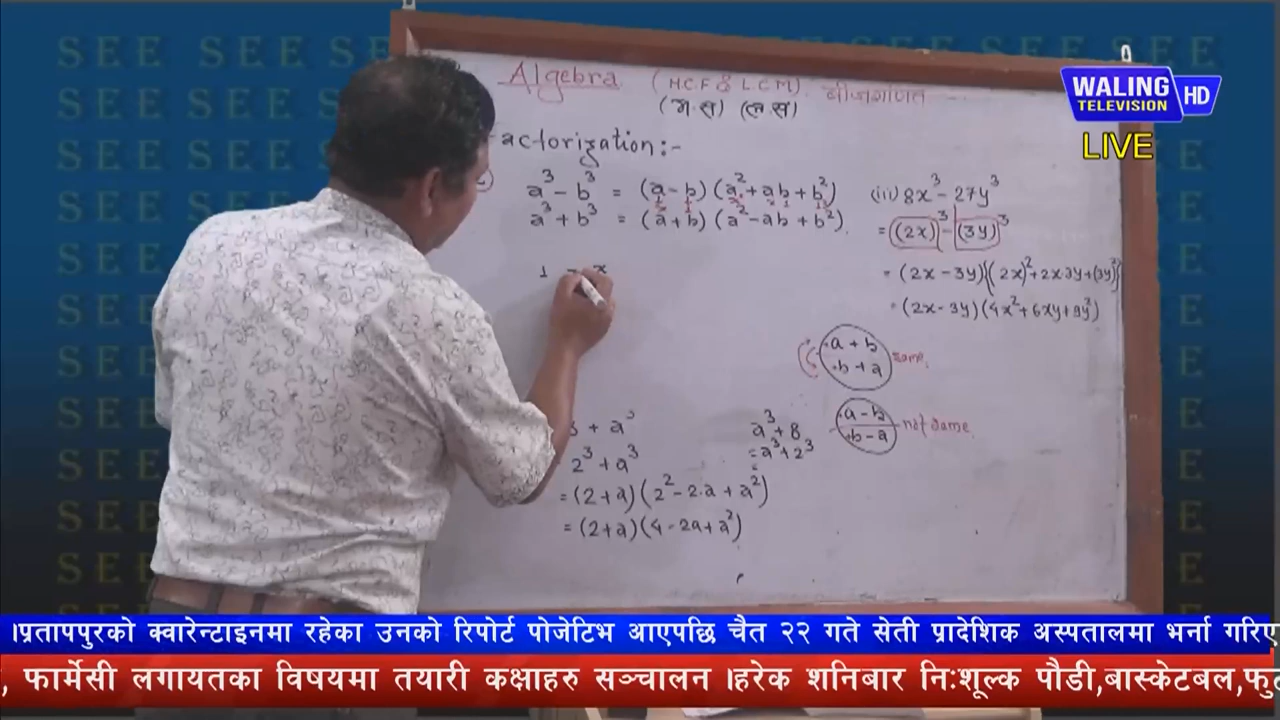 SEE SEE SEE
WALING
TELEVISION HD
LIVE
Algebra (H.C.F & L.C.M) बीजगणित
(म.स) (ल.स)
actorization:-
a³ - b³ = (a - b) (a² + ab + b²)
a³ + b³ = (a + b) (a² - ab + b²).
1 - x
(iii) 8x³ - 27y³
= (2x)³ - (3y)³
= (2x - 3y){(2x)² + 2x·3y + (3y)²}
= (2x - 3y)(4x² + 6xy + 9y²)
a + b
b + a
same.
a - b
b - a
not same
+ a³
2³ + a³
= (2 + a) (2² - 2·a + a²)
= (2 + a) (4 - 2a + a²)
a³ + 8
= a³ + 2³
=
।प्रतापपुरको क्वारेन्टाइनमा रहेका उनको रिपोर्ट पोजेटिभ आएपछि चैत २२ गते सेती प्रादेशिक अस्पतालमा भर्ना गरिए
, फार्मेसी लगायतका विषयमा तयारी कक्षाहरु सञ्चालन ।हरेक शनिबार नि:शूल्क पौडी,बास्केटबल,फुट